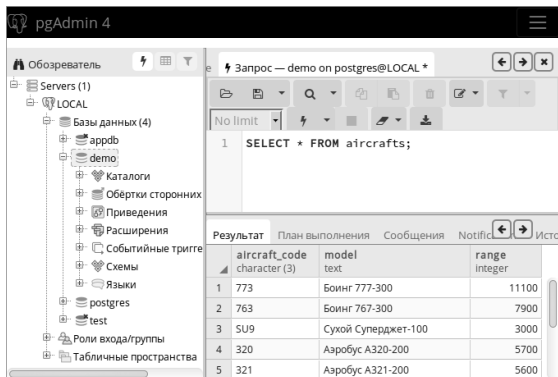 pgAdmin 4
Обозреватель
Servers (1)
LOCAL
Базы данных (4)
appdb
demo
Каталоги
Обёртки сторонних
Приведения
Расширения
Событийные тригге
Схемы
Языки
postgres
test
Роли входа/группы
Табличные пространства
е Запрос — demo on postgres@LOCAL *
No limit
1 SELECT * FROM aircrafts;
Результат План выполнения Сообщения Notific Исто
aircraft_code model range
character (3) text integer
1 773 Боинг 777-300 11100
2 763 Боинг 767-300 7900
3 SU9 Сухой Суперджет-100 3000
4 320 Аэробус A320-200 5700
5 321 Аэробус A321-200 5600